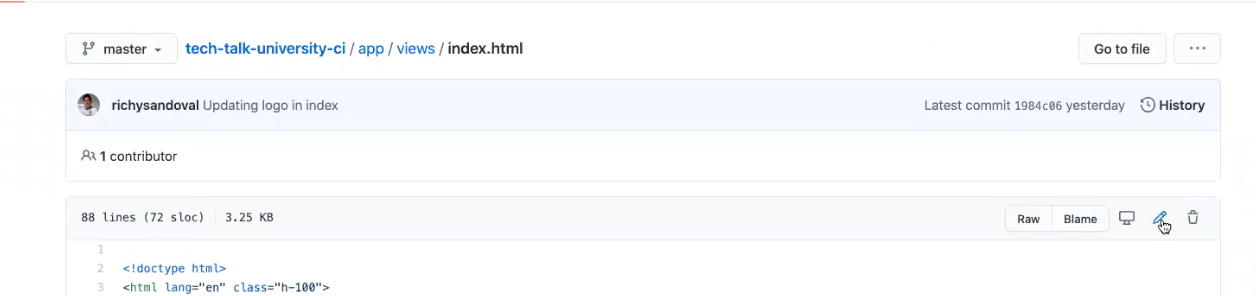 master tech-talk-university-ci / app / views / index.html Go to file ...
richysandoval Updating logo in index Latest commit 1984c06 yesterday History
1 contributor
88 lines (72 sloc) 3.25 KB Raw Blame
1
2 <!doctype html>
3 <html lang="en" class="h-100">